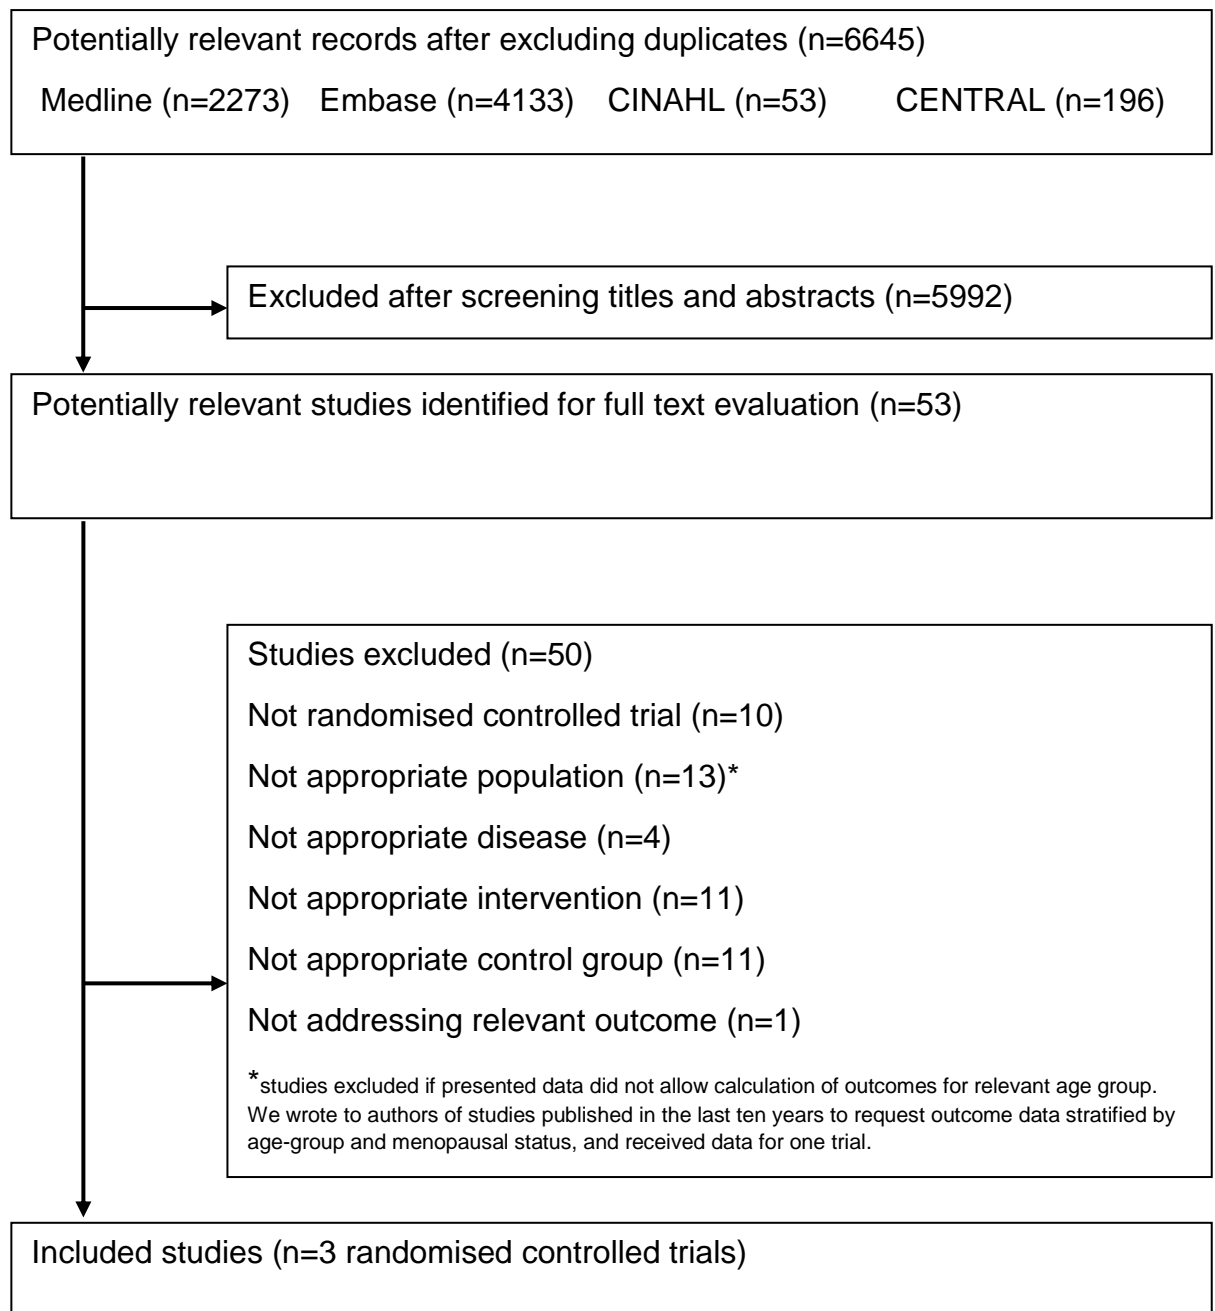 Potentially relevant records after excluding duplicates (n=6645)
Medline (n=2273) Embase (n=4133) CINAHL (n=53) CENTRAL (n=196)
Excluded after screening titles and abstracts (n=5992)
Potentially relevant studies identified for full text evaluation (n=53)
Studies excluded (n=50)
Not randomised controlled trial (n=10)
Not appropriate population (n=13)*
Not appropriate disease (n=4)
Not appropriate intervention (n=11)
Not appropriate control group (n=11)
Not addressing relevant outcome (n=1)
*studies excluded if presented data did not allow calculation of outcomes for relevant age group.
We wrote to authors of studies published in the last ten years to request outcome data stratified by
age-group and menopausal status, and received data for one trial.
Included studies (n=3 randomised controlled trials)